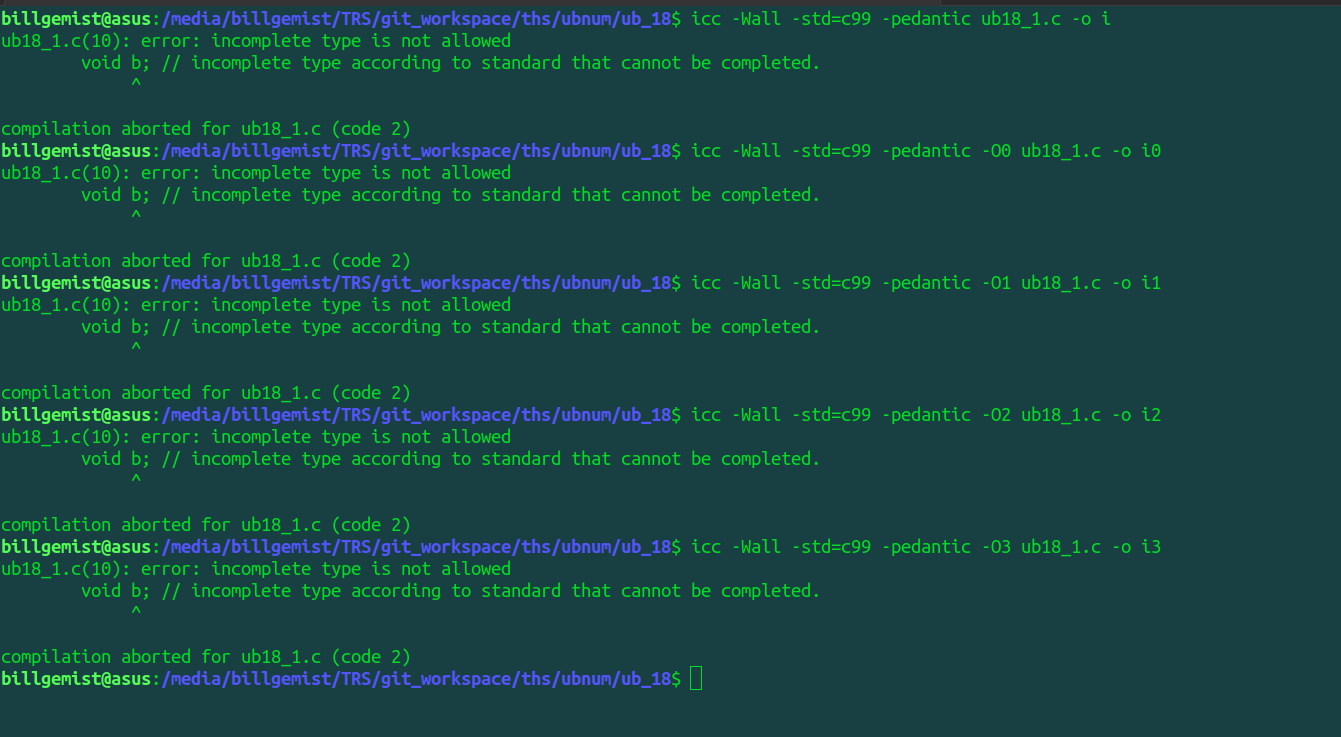 billgemist@asus:/media/billgemist/TRS/git_workspace/ths/ubnum/ub_18$ icc -Wall -std=c99 -pedantic ub18_1.c -o i
ub18_1.c(10): error: incomplete type is not allowed
        void b; // incomplete type according to standard that cannot be completed.
             ^
compilation aborted for ub18_1.c (code 2)
billgemist@asus:/media/billgemist/TRS/git_workspace/ths/ubnum/ub_18$ icc -Wall -std=c99 -pedantic -O0 ub18_1.c -o i0
ub18_1.c(10): error: incomplete type is not allowed
        void b; // incomplete type according to standard that cannot be completed.
             ^
compilation aborted for ub18_1.c (code 2)
billgemist@asus:/media/billgemist/TRS/git_workspace/ths/ubnum/ub_18$ icc -Wall -std=c99 -pedantic -O1 ub18_1.c -o i1
ub18_1.c(10): error: incomplete type is not allowed
        void b; // incomplete type according to standard that cannot be completed.
             ^
compilation aborted for ub18_1.c (code 2)
billgemist@asus:/media/billgemist/TRS/git_workspace/ths/ubnum/ub_18$ icc -Wall -std=c99 -pedantic -O2 ub18_1.c -o i2
ub18_1.c(10): error: incomplete type is not allowed
        void b; // incomplete type according to standard that cannot be completed.
             ^
compilation aborted for ub18_1.c (code 2)
billgemist@asus:/media/billgemist/TRS/git_workspace/ths/ubnum/ub_18$ icc -Wall -std=c99 -pedantic -O3 ub18_1.c -o i3
ub18_1.c(10): error: incomplete type is not allowed
        void b; // incomplete type according to standard that cannot be completed.
             ^
compilation aborted for ub18_1.c (code 2)
billgemist@asus:/media/billgemist/TRS/git_workspace/ths/ubnum/ub_18$